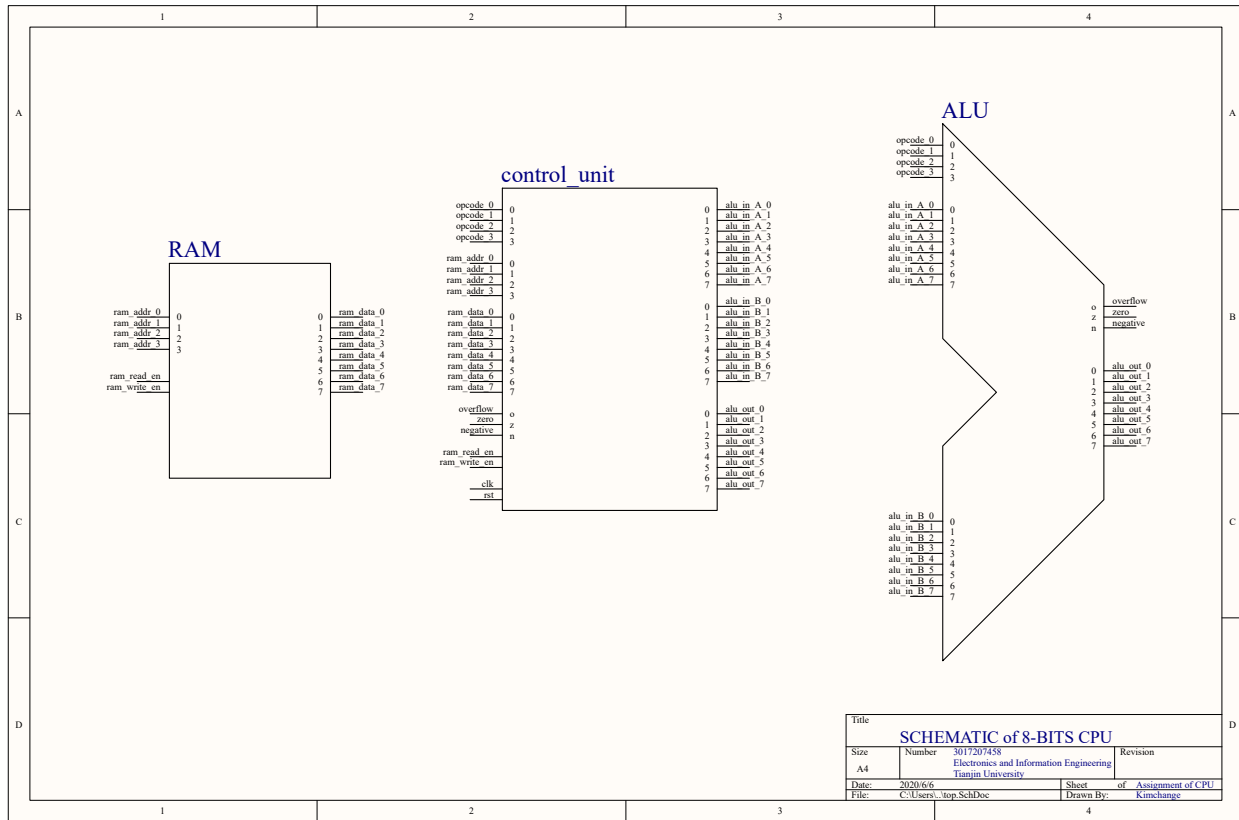 1 2 3 4
A A
B B
C C
D D
RAM
ram_addr_0 0
ram_addr_1 1
ram_addr_2 2
ram_addr_3 3
ram_read_en
ram_write_en
0 ram_data_0
1 ram_data_1
2 ram_data_2
3 ram_data_3
4 ram_data_4
5 ram_data_5
6 ram_data_6
7 ram_data_7
control_unit
opcode_0 0
opcode_1 1
opcode_2 2
opcode_3 3
ram_addr_0 0
ram_addr_1 1
ram_addr_2 2
ram_addr_3 3
ram_data_0 0
ram_data_1 1
ram_data_2 2
ram_data_3 3
ram_data_4 4
ram_data_5 5
ram_data_6 6
ram_data_7 7
overflow o
zero z
negative n
ram_read_en
ram_write_en
clk
rst
0 alu_in_A_0
1 alu_in_A_1
2 alu_in_A_2
3 alu_in_A_3
4 alu_in_A_4
5 alu_in_A_5
6 alu_in_A_6
7 alu_in_A_7
0 alu_in_B_0
1 alu_in_B_1
2 alu_in_B_2
3 alu_in_B_3
4 alu_in_B_4
5 alu_in_B_5
6 alu_in_B_6
7 alu_in_B_7
0 alu_out_0
1 alu_out_1
2 alu_out_2
3 alu_out_3
4 alu_out_4
5 alu_out_5
6 alu_out_6
7 alu_out_7
ALU
opcode_0 0
opcode_1 1
opcode_2 2
opcode_3 3
alu_in_A_0 0
alu_in_A_1 1
alu_in_A_2 2
alu_in_A_3 3
alu_in_A_4 4
alu_in_A_5 5
alu_in_A_6 6
alu_in_A_7 7
alu_in_B_0 0
alu_in_B_1 1
alu_in_B_2 2
alu_in_B_3 3
alu_in_B_4 4
alu_in_B_5 5
alu_in_B_6 6
alu_in_B_7 7
o overflow
z zero
n negative
0 alu_out_0
1 alu_out_1
2 alu_out_2
3 alu_out_3
4 alu_out_4
5 alu_out_5
6 alu_out_6
7 alu_out_7
Title
SCHEMATIC of 8-BITS CPU
Size Number 3017207458 Revision
A4 Electronics and Information Engineering
Tianjin University
Date: 2020/6/6 Sheet of Assignment of CPU
File: C:\Users\..\top.SchDoc Drawn By: Kimchange
1 2 3 4